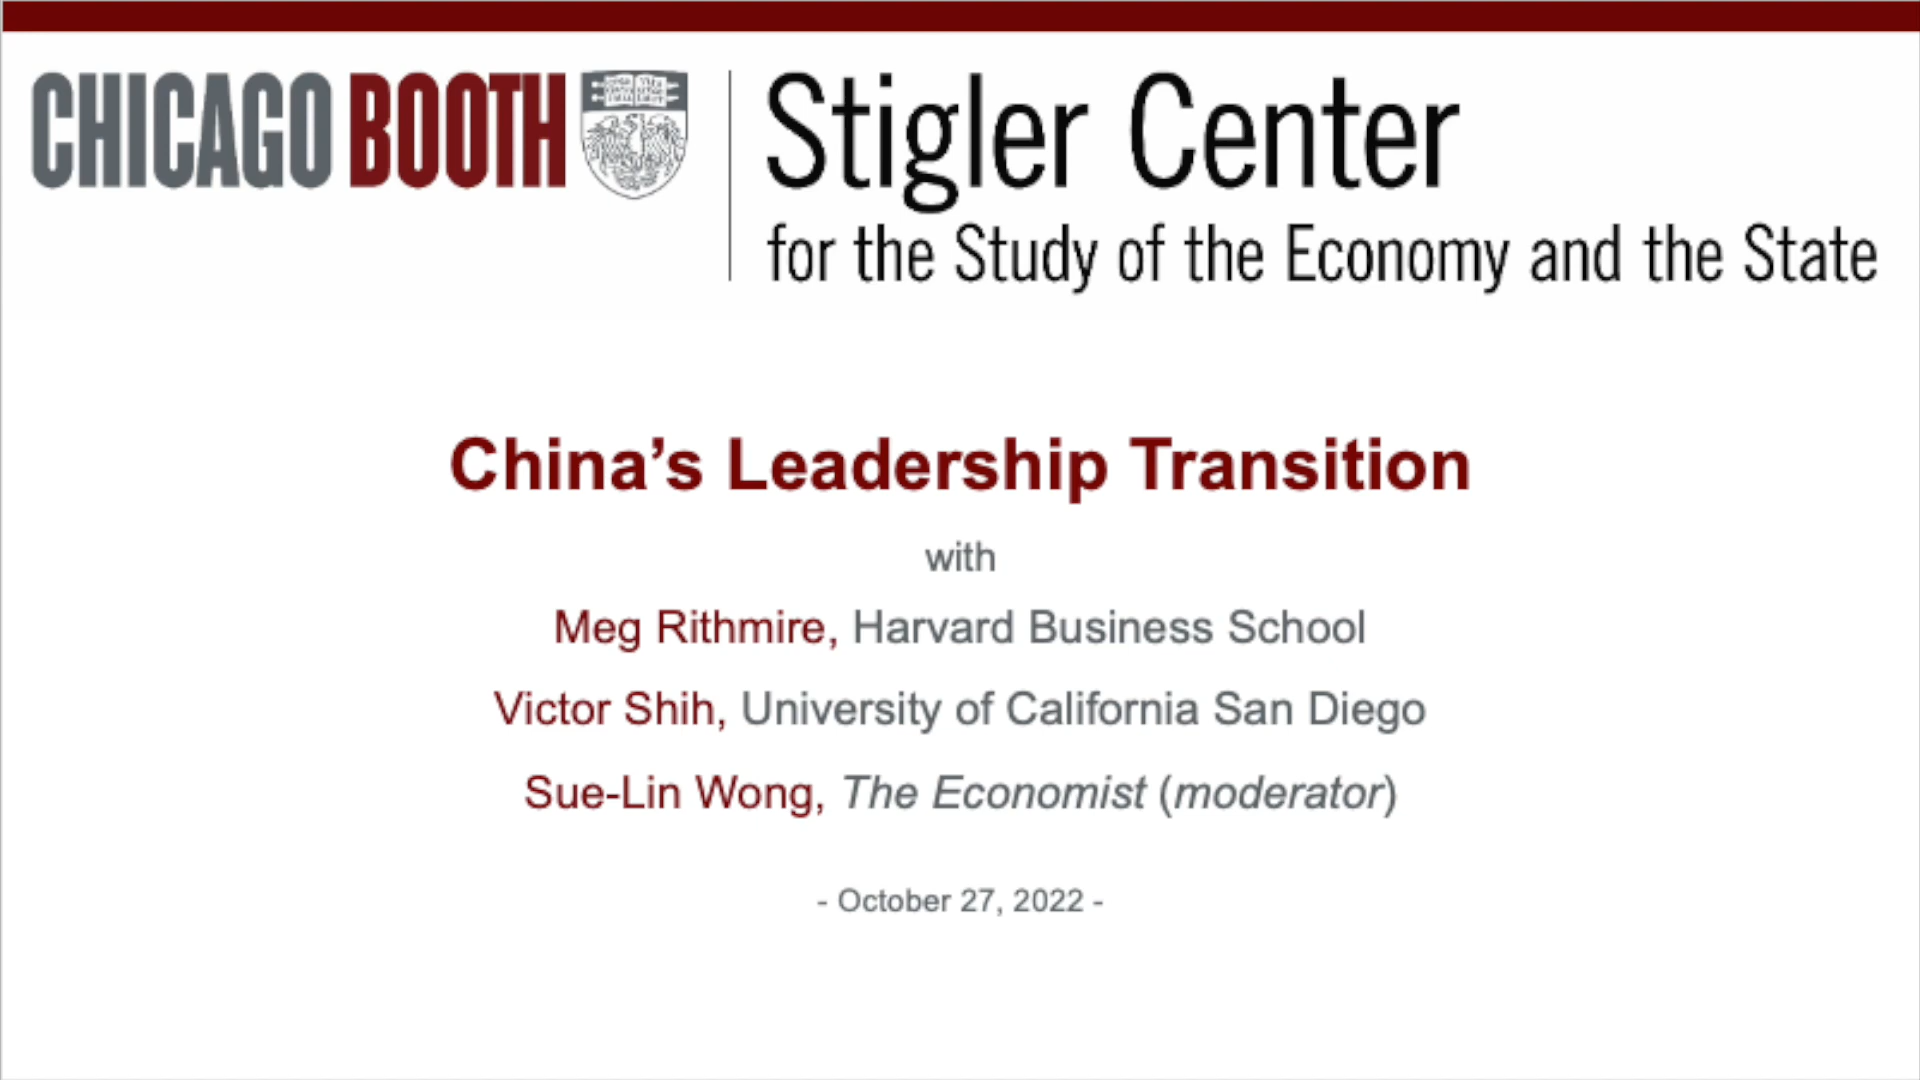 CHICAGO BOOTH
Stigler Center
for the Study of the Economy and the State
China’s Leadership Transition
with
Meg Rithmire, Harvard Business School
Victor Shih, University of California San Diego
Sue-Lin Wong, The Economist (moderator)
- October 27, 2022 -